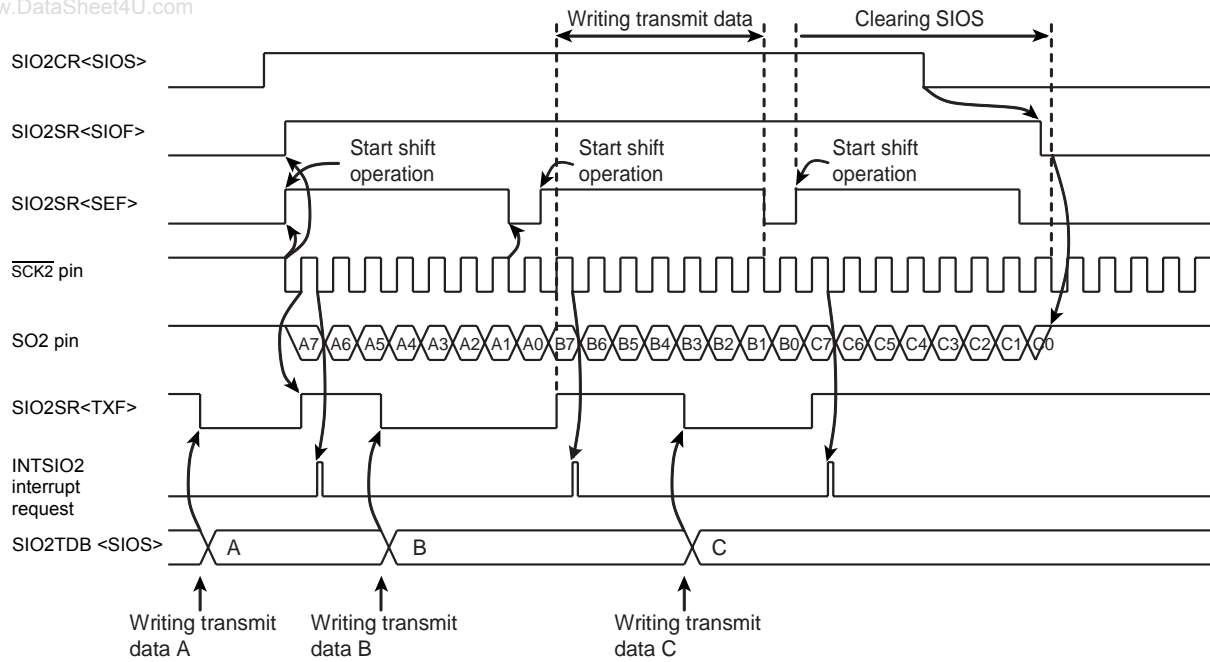 w.DataSheet4U.com
Writing transmit data
Clearing SIOS
SIO2CR<SIOS>
SIO2SR<SIOF>
Start shift
operation
Start shift
operation
Start shift
operation
SIO2SR<SEF>
SCK2 pin
SO2 pin
A7 A6 A5 A4 A3 A2 A1 A0 B7 B6 B5 B4 B3 B2 B1 B0 C7 C6 C5 C4 C3 C2 C1 C0
SIO2SR<TXF>
INTSIO2
interrupt
request
SIO2TDB <SIOS>
A
B
C
Writing transmit
data A
Writing transmit
data B
Writing transmit
data C